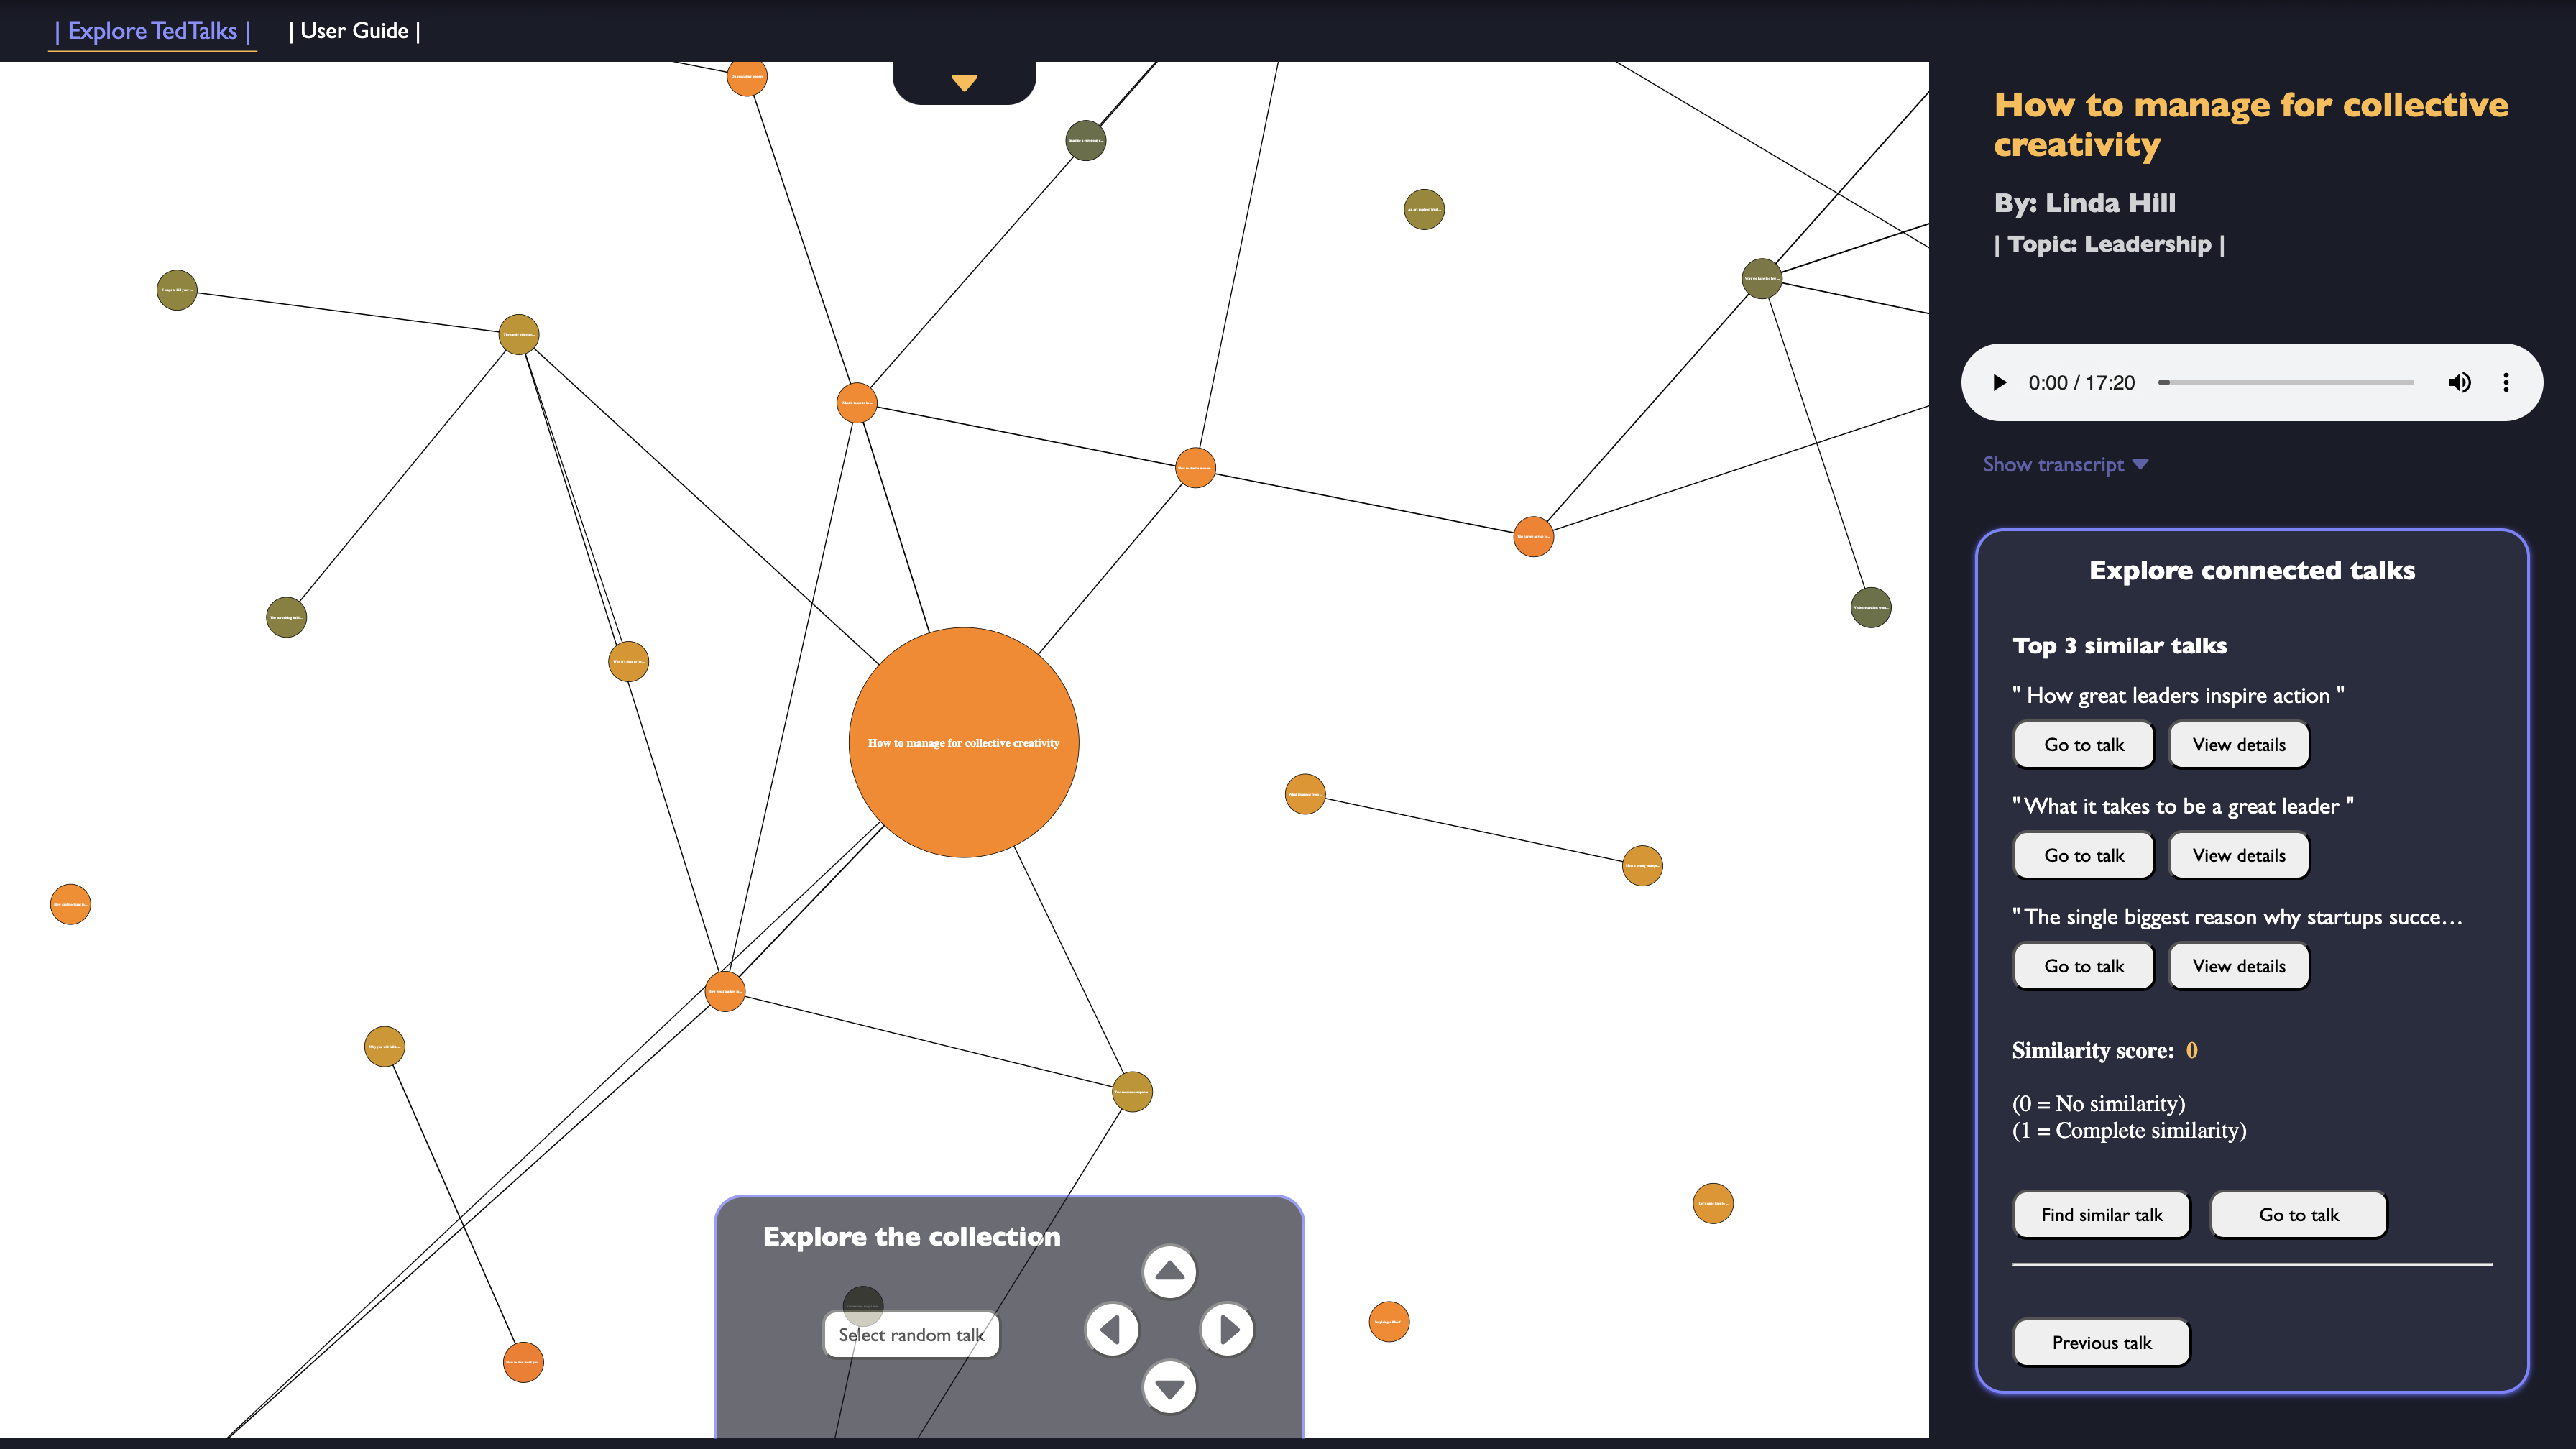 | Explore TedTalks |
| User Guide |
How to manage for collective creativity
How to manage for collective
creativity
By: Linda Hill
| Topic: Leadership |
0:00 / 17:20
Show transcript
Explore connected talks
Top 3 similar talks
" How great leaders inspire action "
Go to talk
View details
" What it takes to be a great leader "
Go to talk
View details
" The single biggest reason why startups succe...
Go to talk
View details
Similarity score: 0
(0 = No similarity)
(1 = Complete similarity)
Find similar talk
Go to talk
Previous talk
Explore the collection
Select random talk